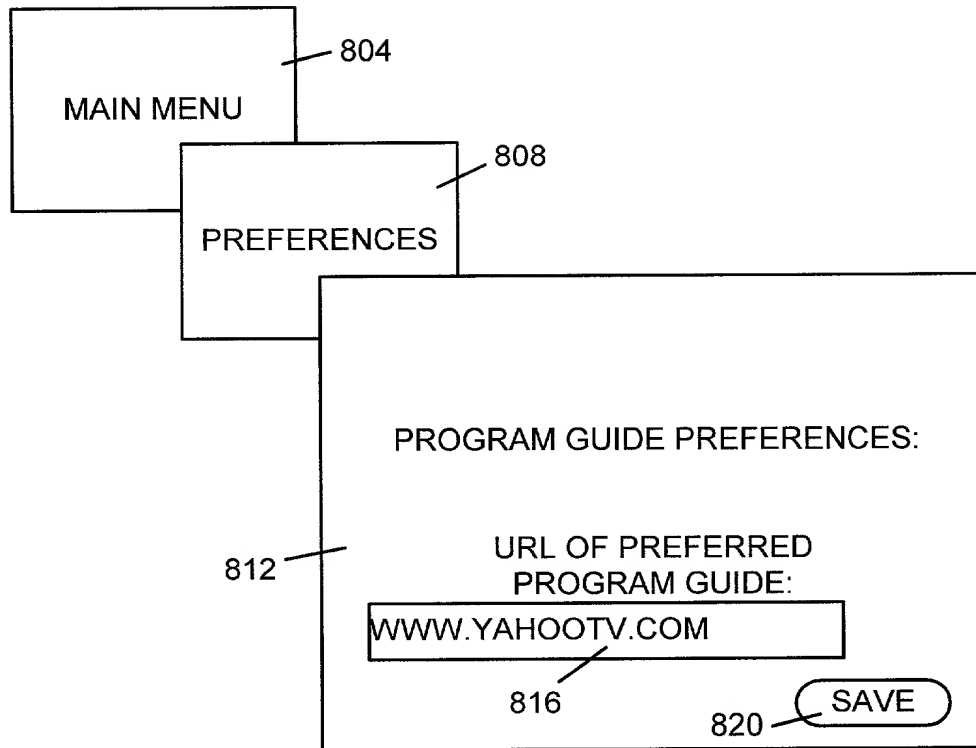 804
MAIN MENU
808
PREFERENCES
PROGRAM GUIDE PREFERENCES:
812
URL OF PREFERRED
PROGRAM GUIDE:
WWW.YAHOOTV.COM
816
820
SAVE